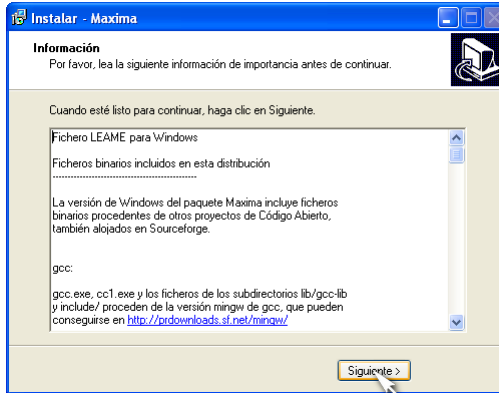 Instalar - Maxima
Información
Por favor, lea la siguiente información de importancia antes de continuar.
Cuando esté listo para continuar, haga clic en Siguiente.
Fichero LEAME para Windows
Ficheros binarios incluidos en esta distribución
------------------------------------------------
La versión de Windows del paquete Maxima incluye ficheros
binarios procedentes de otros proyectos de Código Abierto,
también alojados en Sourceforge.
gcc:
gcc.exe, cc1.exe y los ficheros de los subdirectorios lib/gcc-lib
y include/ proceden de la versión mingw de gcc, que pueden
conseguirse en http://prdownloads.sf.net/mingw/
Siguiente >